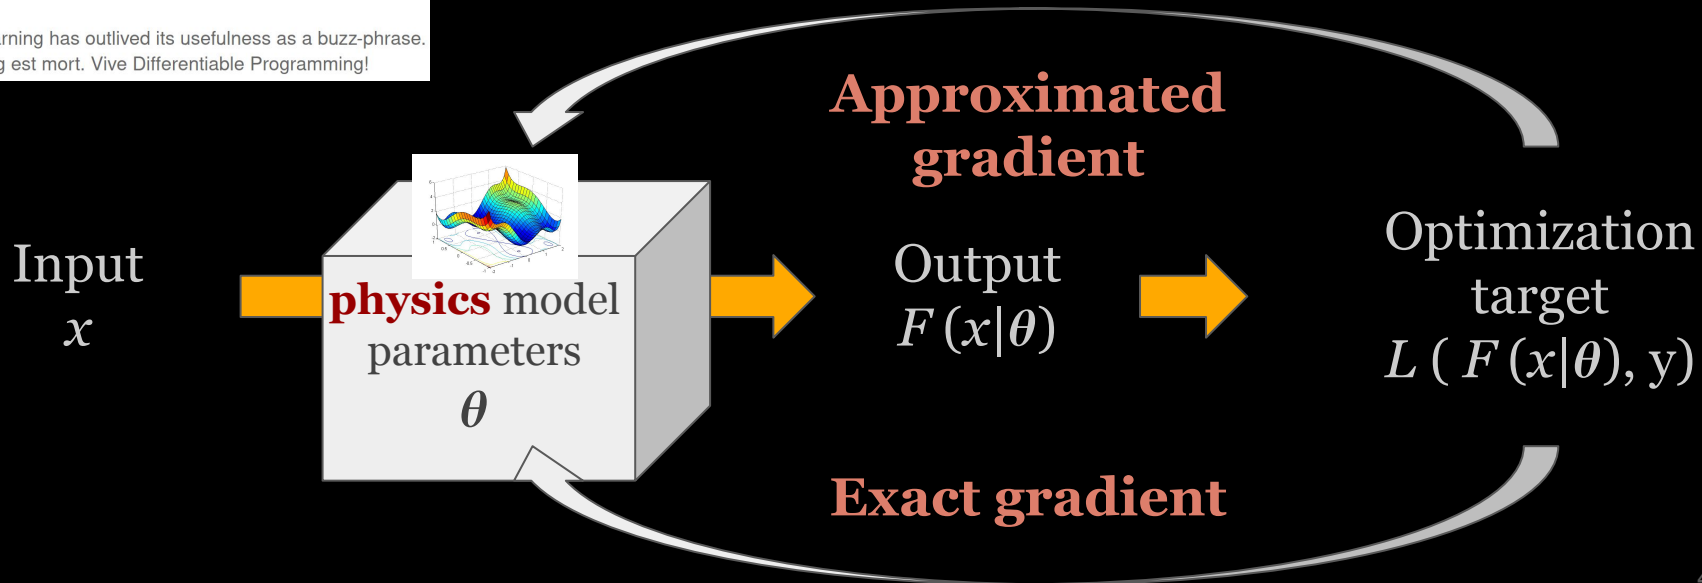 rning has outlived its usefulness as a buzz-phrase.
g est mort. Vive Differentiable Programming!
Approximated
gradient
Input
x
physics model
parameters
θ
Output
F (x|θ)
Optimization
target
L ( F (x|θ), y)
Exact gradient